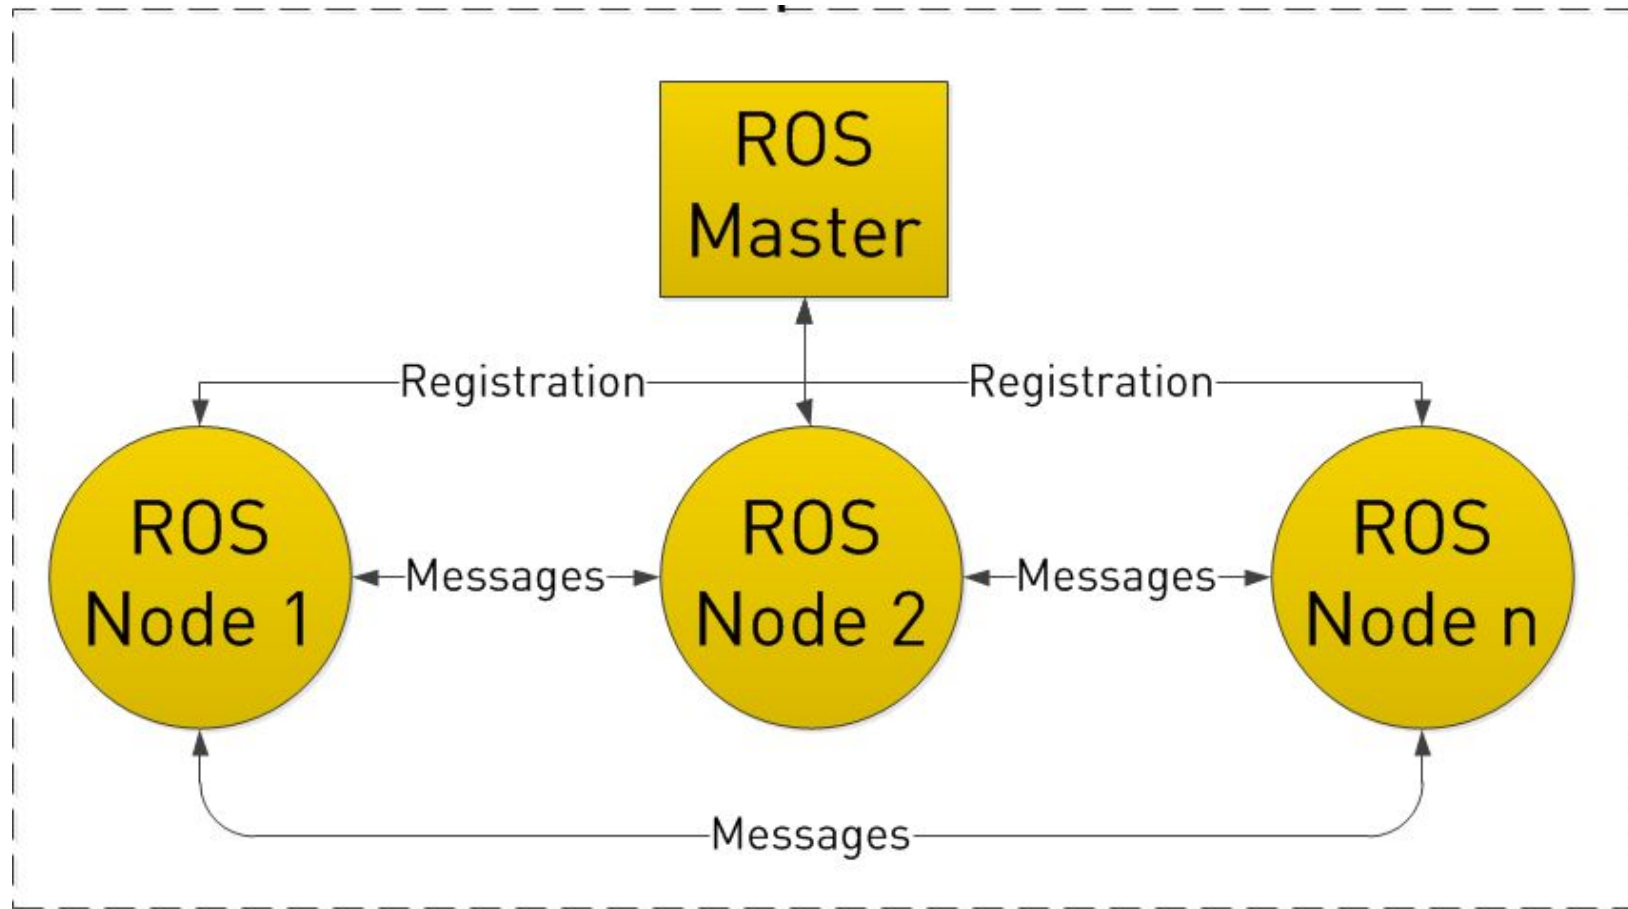 ROS
Master
Registration Registration
ROS
Node 1
Messages
ROS
Node 2
Messages
ROS
Node n
Messages